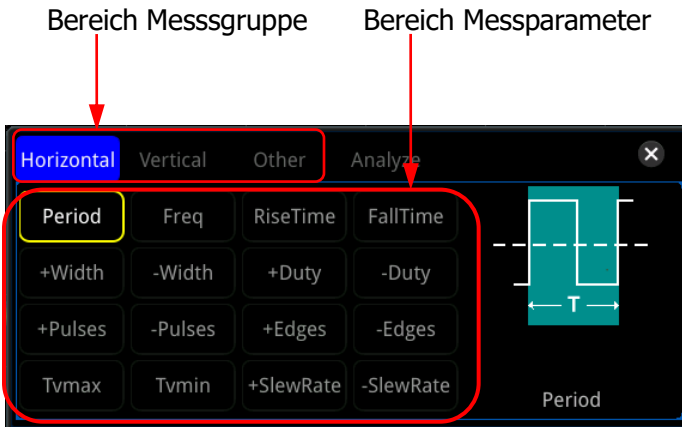 Bereich Messsgruppe Bereich Messparameter
Horizontal Vertical Other Analyze
Period Freq RiseTime FallTime
+Width -Width +Duty -Duty
+Pulses -Pulses +Edges -Edges
T
Tvmax Tvmin +SlewRate -SlewRate
Period